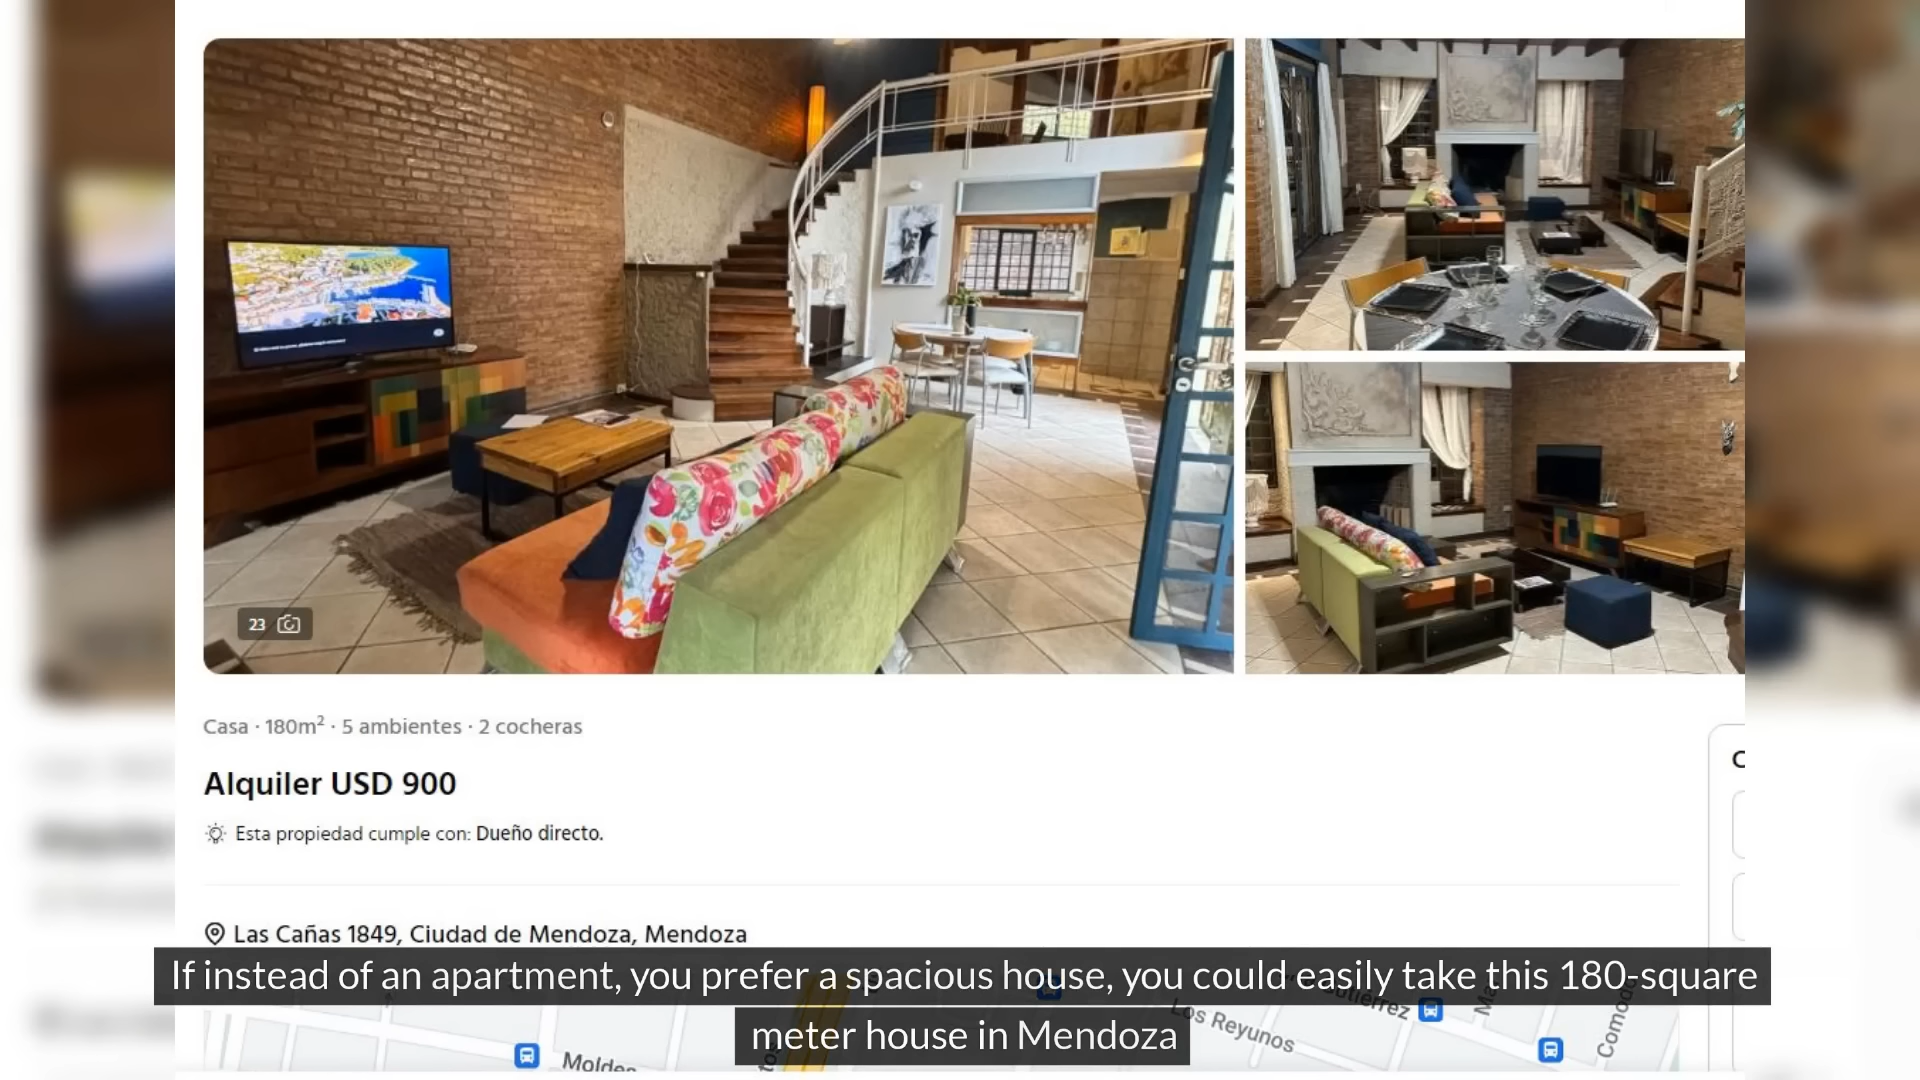 23
Casa · 180m² · 5 ambientes · 2 cocheras
Alquiler USD 900
Esta propiedad cumple con: Dueño directo.
Las Cañas 1849, Ciudad de Mendoza, Mendoza
If instead of an apartment, you prefer a spacious house, you could easily take this 180-square
meter house in Mendoza
Los Reyunos